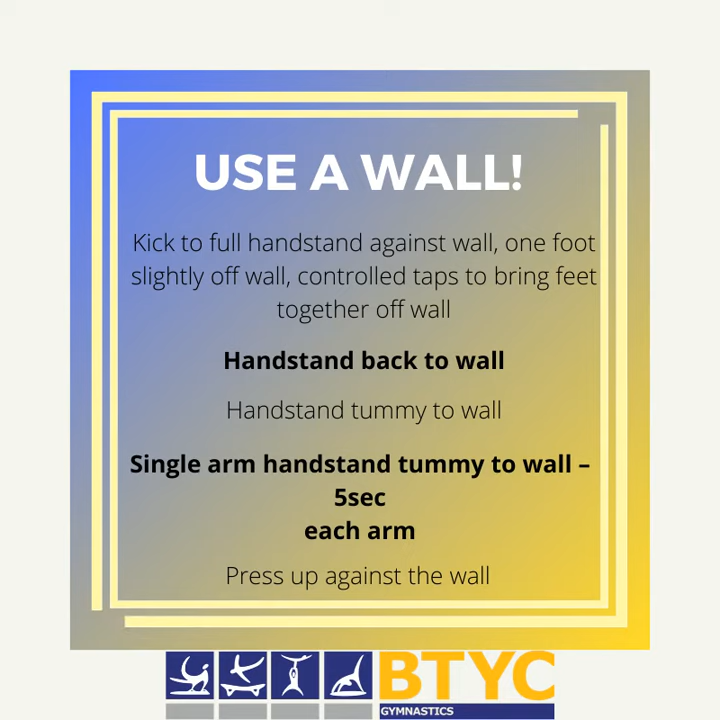 USE A WALL!
Kick to full handstand against wall, one foot
slightly off wall, controlled taps to bring feet
together off wall
Handstand back to wall
Handstand tummy to wall
Single arm handstand tummy to wall –
5sec
each arm
Press up against the wall
BTYC
GYMNASTICS